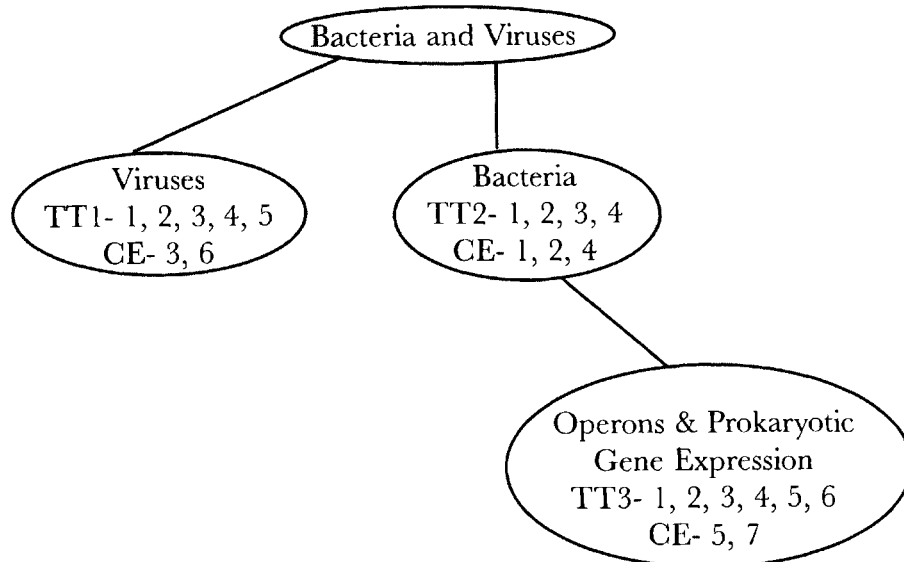 Bacteria and Viruses
Viruses
TT1- 1, 2, 3, 4, 5
CE- 3, 6
Bacteria
TT2- 1, 2, 3, 4
CE- 1, 2, 4
Operons & Prokaryotic
Gene Expression
TT3- 1, 2, 3, 4, 5, 6
CE- 5, 7